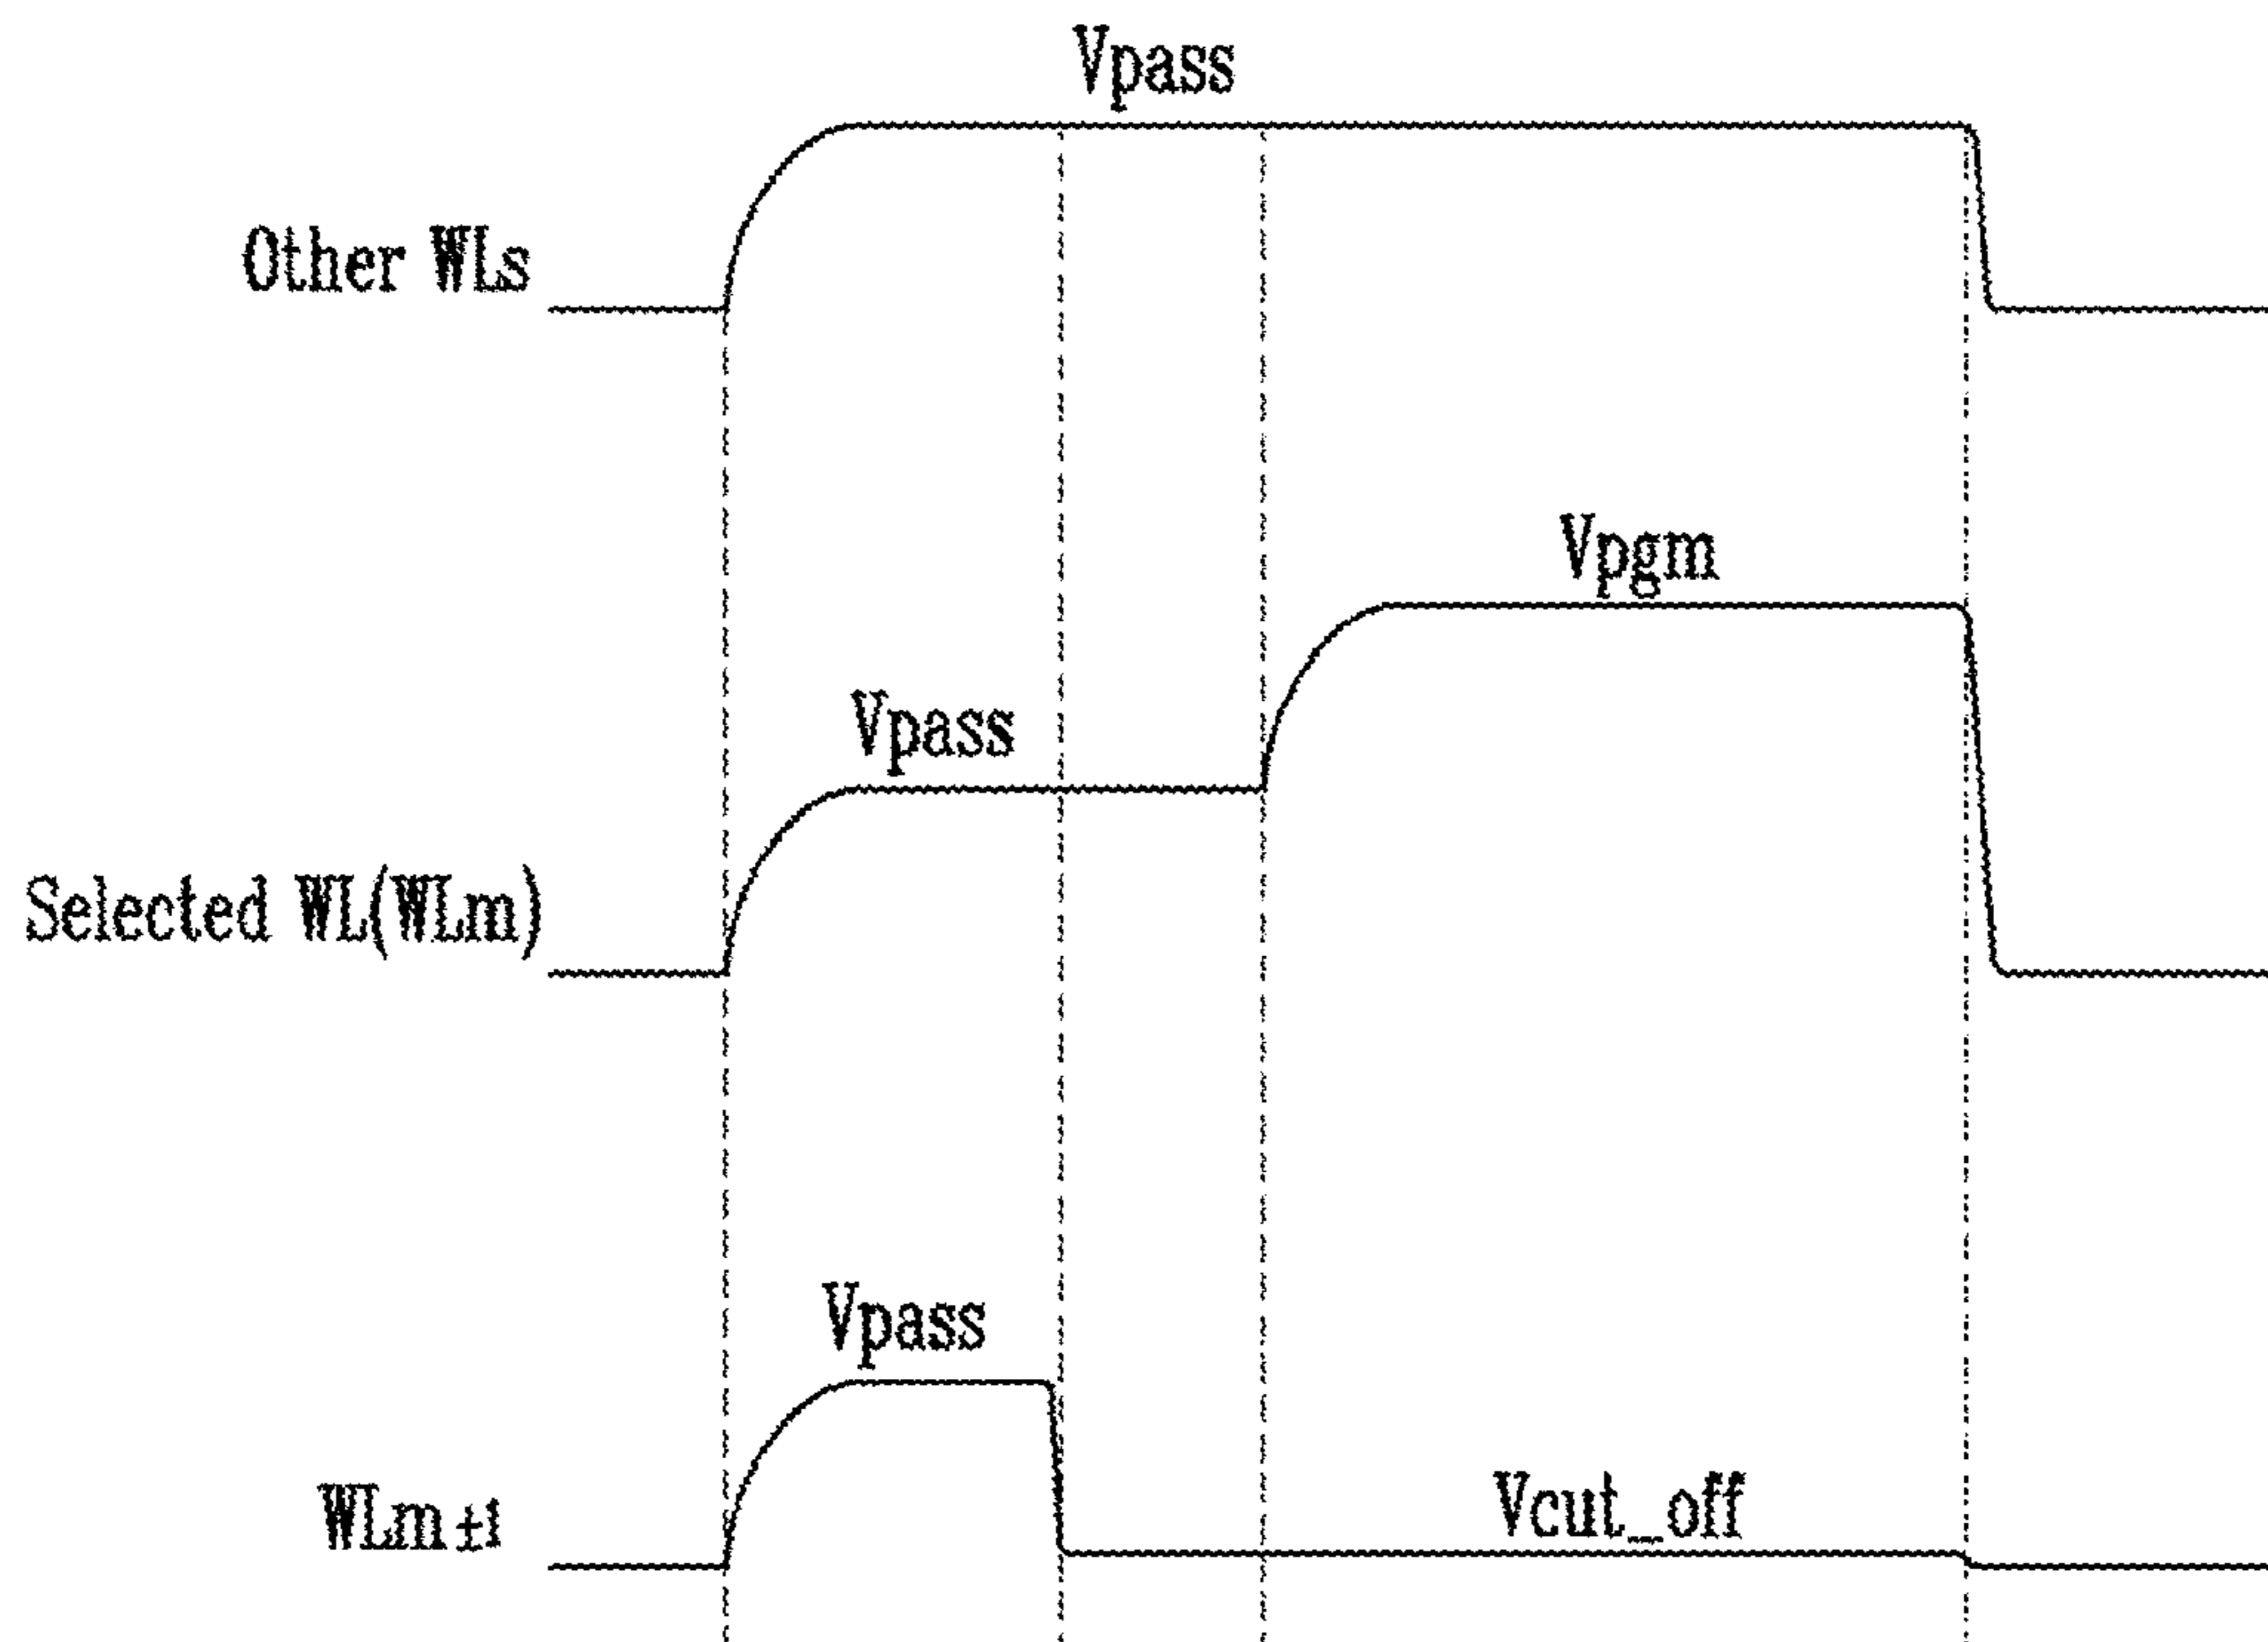 Vpass
Other WLs
Vpgm
Vpass
Selected WL(WLm)
Vpass
WLm±1
Vcut_off